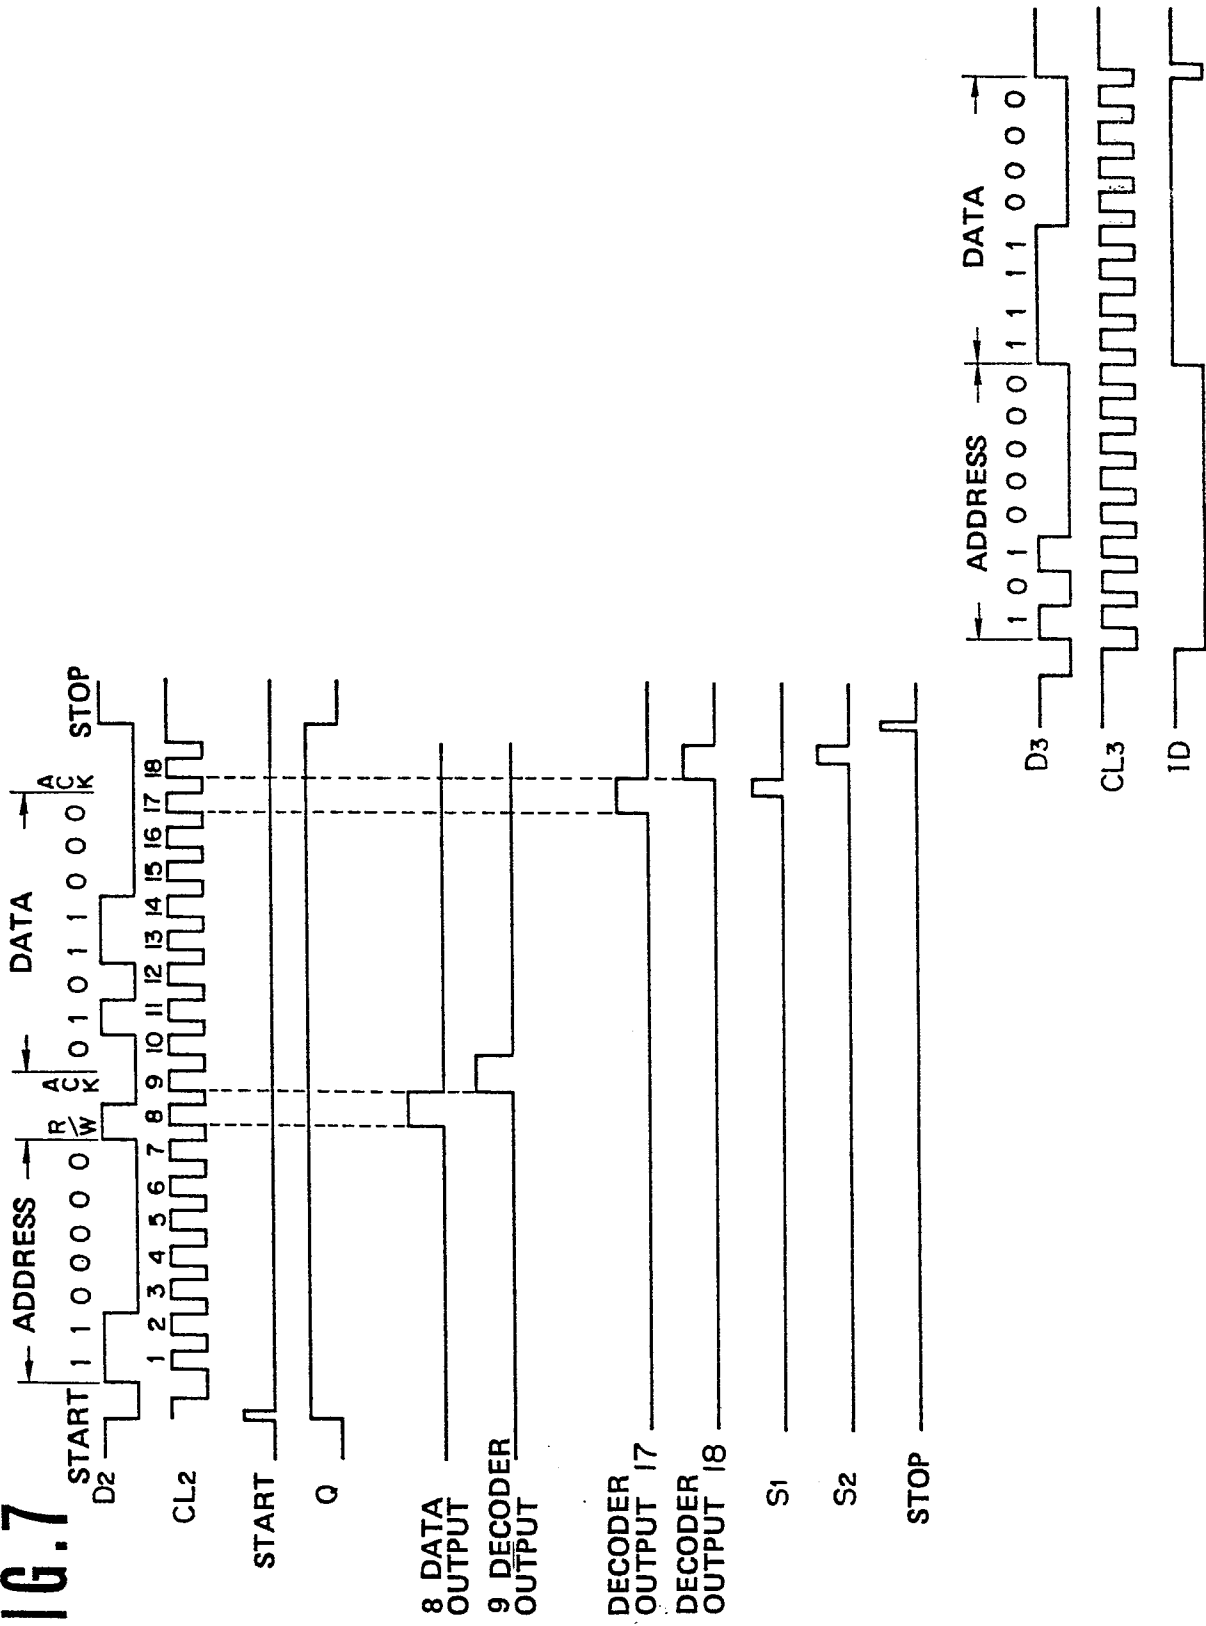 IG.7
ADDRESS
DATA
START 1 1 0 0 0 0 0 R/W ACK 0 1 0 1 1 0 0 0 ACK STOP
D2
1 2 3 4 5 6 7 8 9 10 11 12 13 14 15 16 17 18
CL2
START
Q
8 DATA
OUTPUT
9 DECODER
OUTPUT
DECODER
OUTPUT 17
DECODER
OUTPUT 18
S1
S2
STOP
ADDRESS
DATA
1 0 1 0 0 0 0 0 1 1 1 1 0 0 0 0
D3
CL3
ID